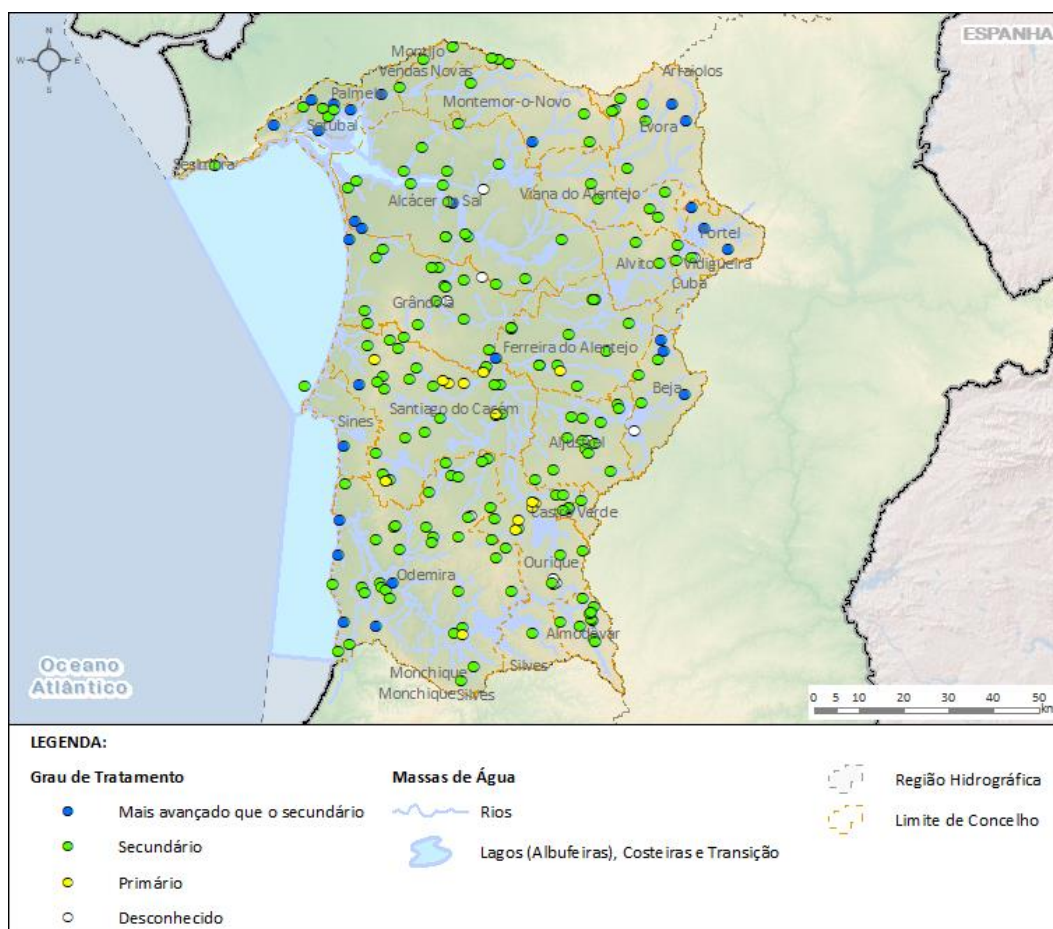 N
W E
S
ESPANHA
Montijo
Vendas Novas
Arraiolos
Palmela
Montemor-o-Novo
Setúbal
Évora
Sesimbra
Viana do Alentejo
Alcácer do Sal
Portel
Alvito
Vidigueira
Cuba
Grândola
Ferreira do Alentejo
Beja
Santiago do Cacém
Sines
Aljustrel
Castro Verde
Ourique
Odemira
Almodôvar
Silves
Monchique
Monchique
Silves
Oceano
Atlântico
0 5 10 20 30 40 50
km
LEGENDA:
Grau de Tratamento
Mais avançado que o secundário
Secundário
Primário
Desconhecido
Massas de Água
Rios
Lagos (Albufeiras), Costeiras e Transição
Região Hidrográfica
Limite de Concelho